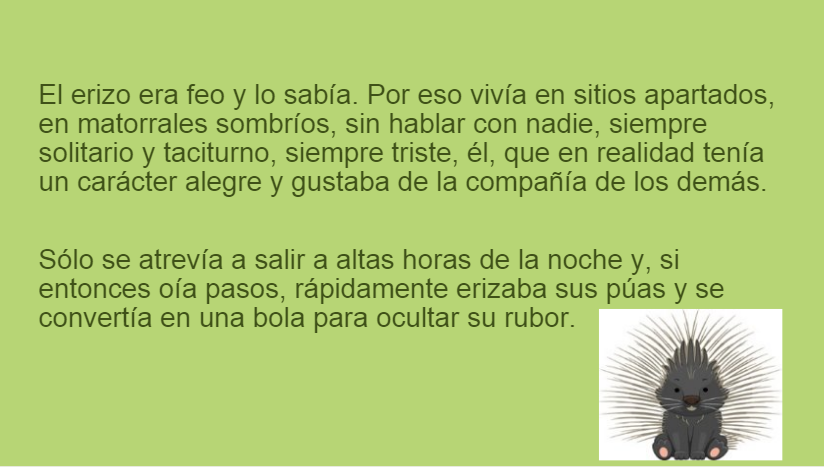 El erizo era feo y lo sabía. Por eso vivía en sitios apartados,
en matorrales sombríos, sin hablar con nadie, siempre
solitario y taciturno, siempre triste, él, que en realidad tenía
un carácter alegre y gustaba de la compañía de los demás.
Sólo se atrevía a salir a altas horas de la noche y, si
entonces oía pasos, rápidamente erizaba sus púas y se
convertía en una bola para ocultar su rubor.